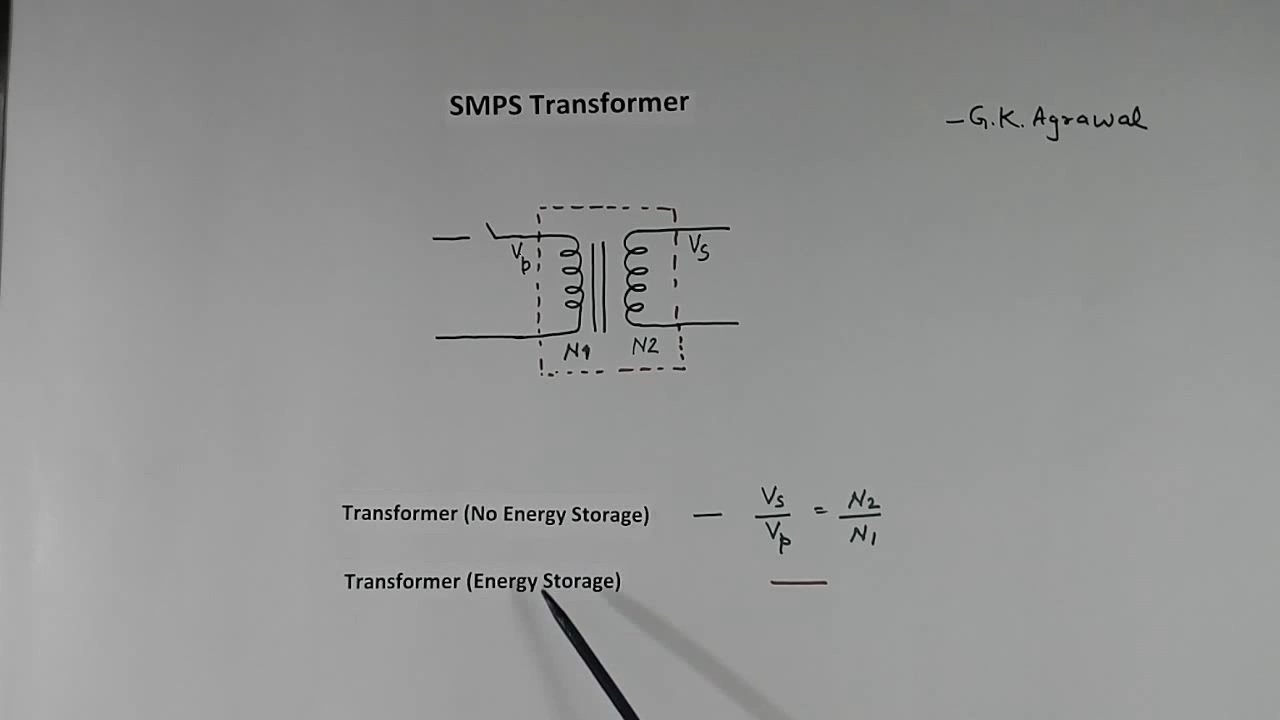 SMPS Transformer
– G.K. Agrawal
Vp
Vs
N1
N2
Transformer (No Energy Storage) — Vs/Vp = N2/N1
Transformer (Energy Storage) —